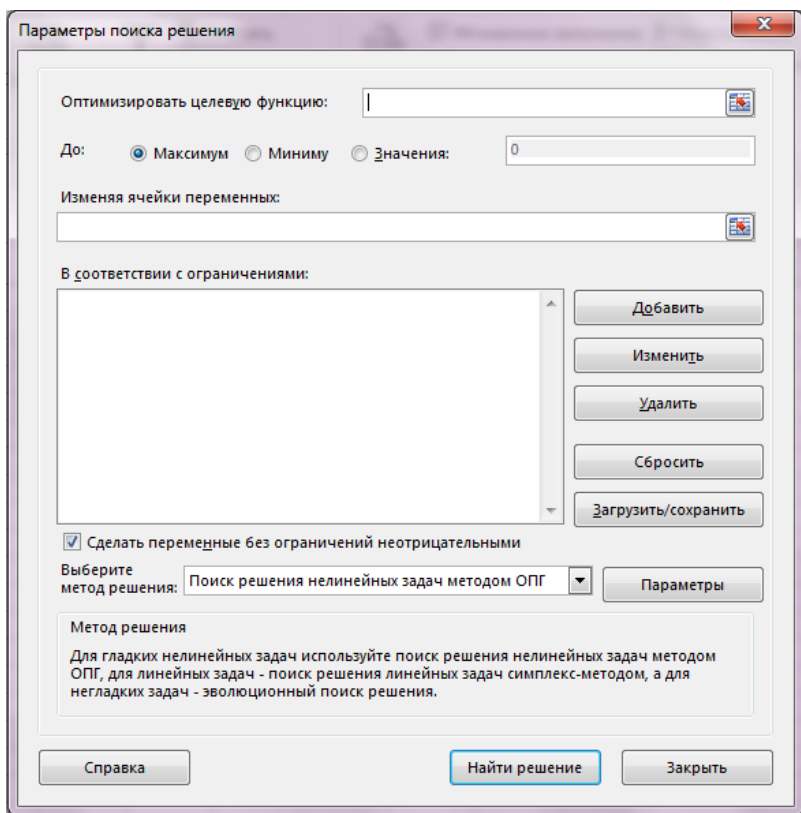 Параметры поиска решения
Оптимизировать целевую функцию:
До: Максимум Миниму Значения: 0
Изменяя ячейки переменных:
В соответствии с ограничениями:
Добавить
Изменить
Удалить
Сбросить
Загрузить/сохранить
Сделать переменные без ограничений неотрицательными
Выберите
метод решения: Поиск решения нелинейных задач методом ОПГ Параметры
Метод решения
Для гладких нелинейных задач используйте поиск решения нелинейных задач методом
ОПГ, для линейных задач - поиск решения линейных задач симплекс-методом, а для
негладких задач - эволюционный поиск решения.
Справка Найти решение Закрыть